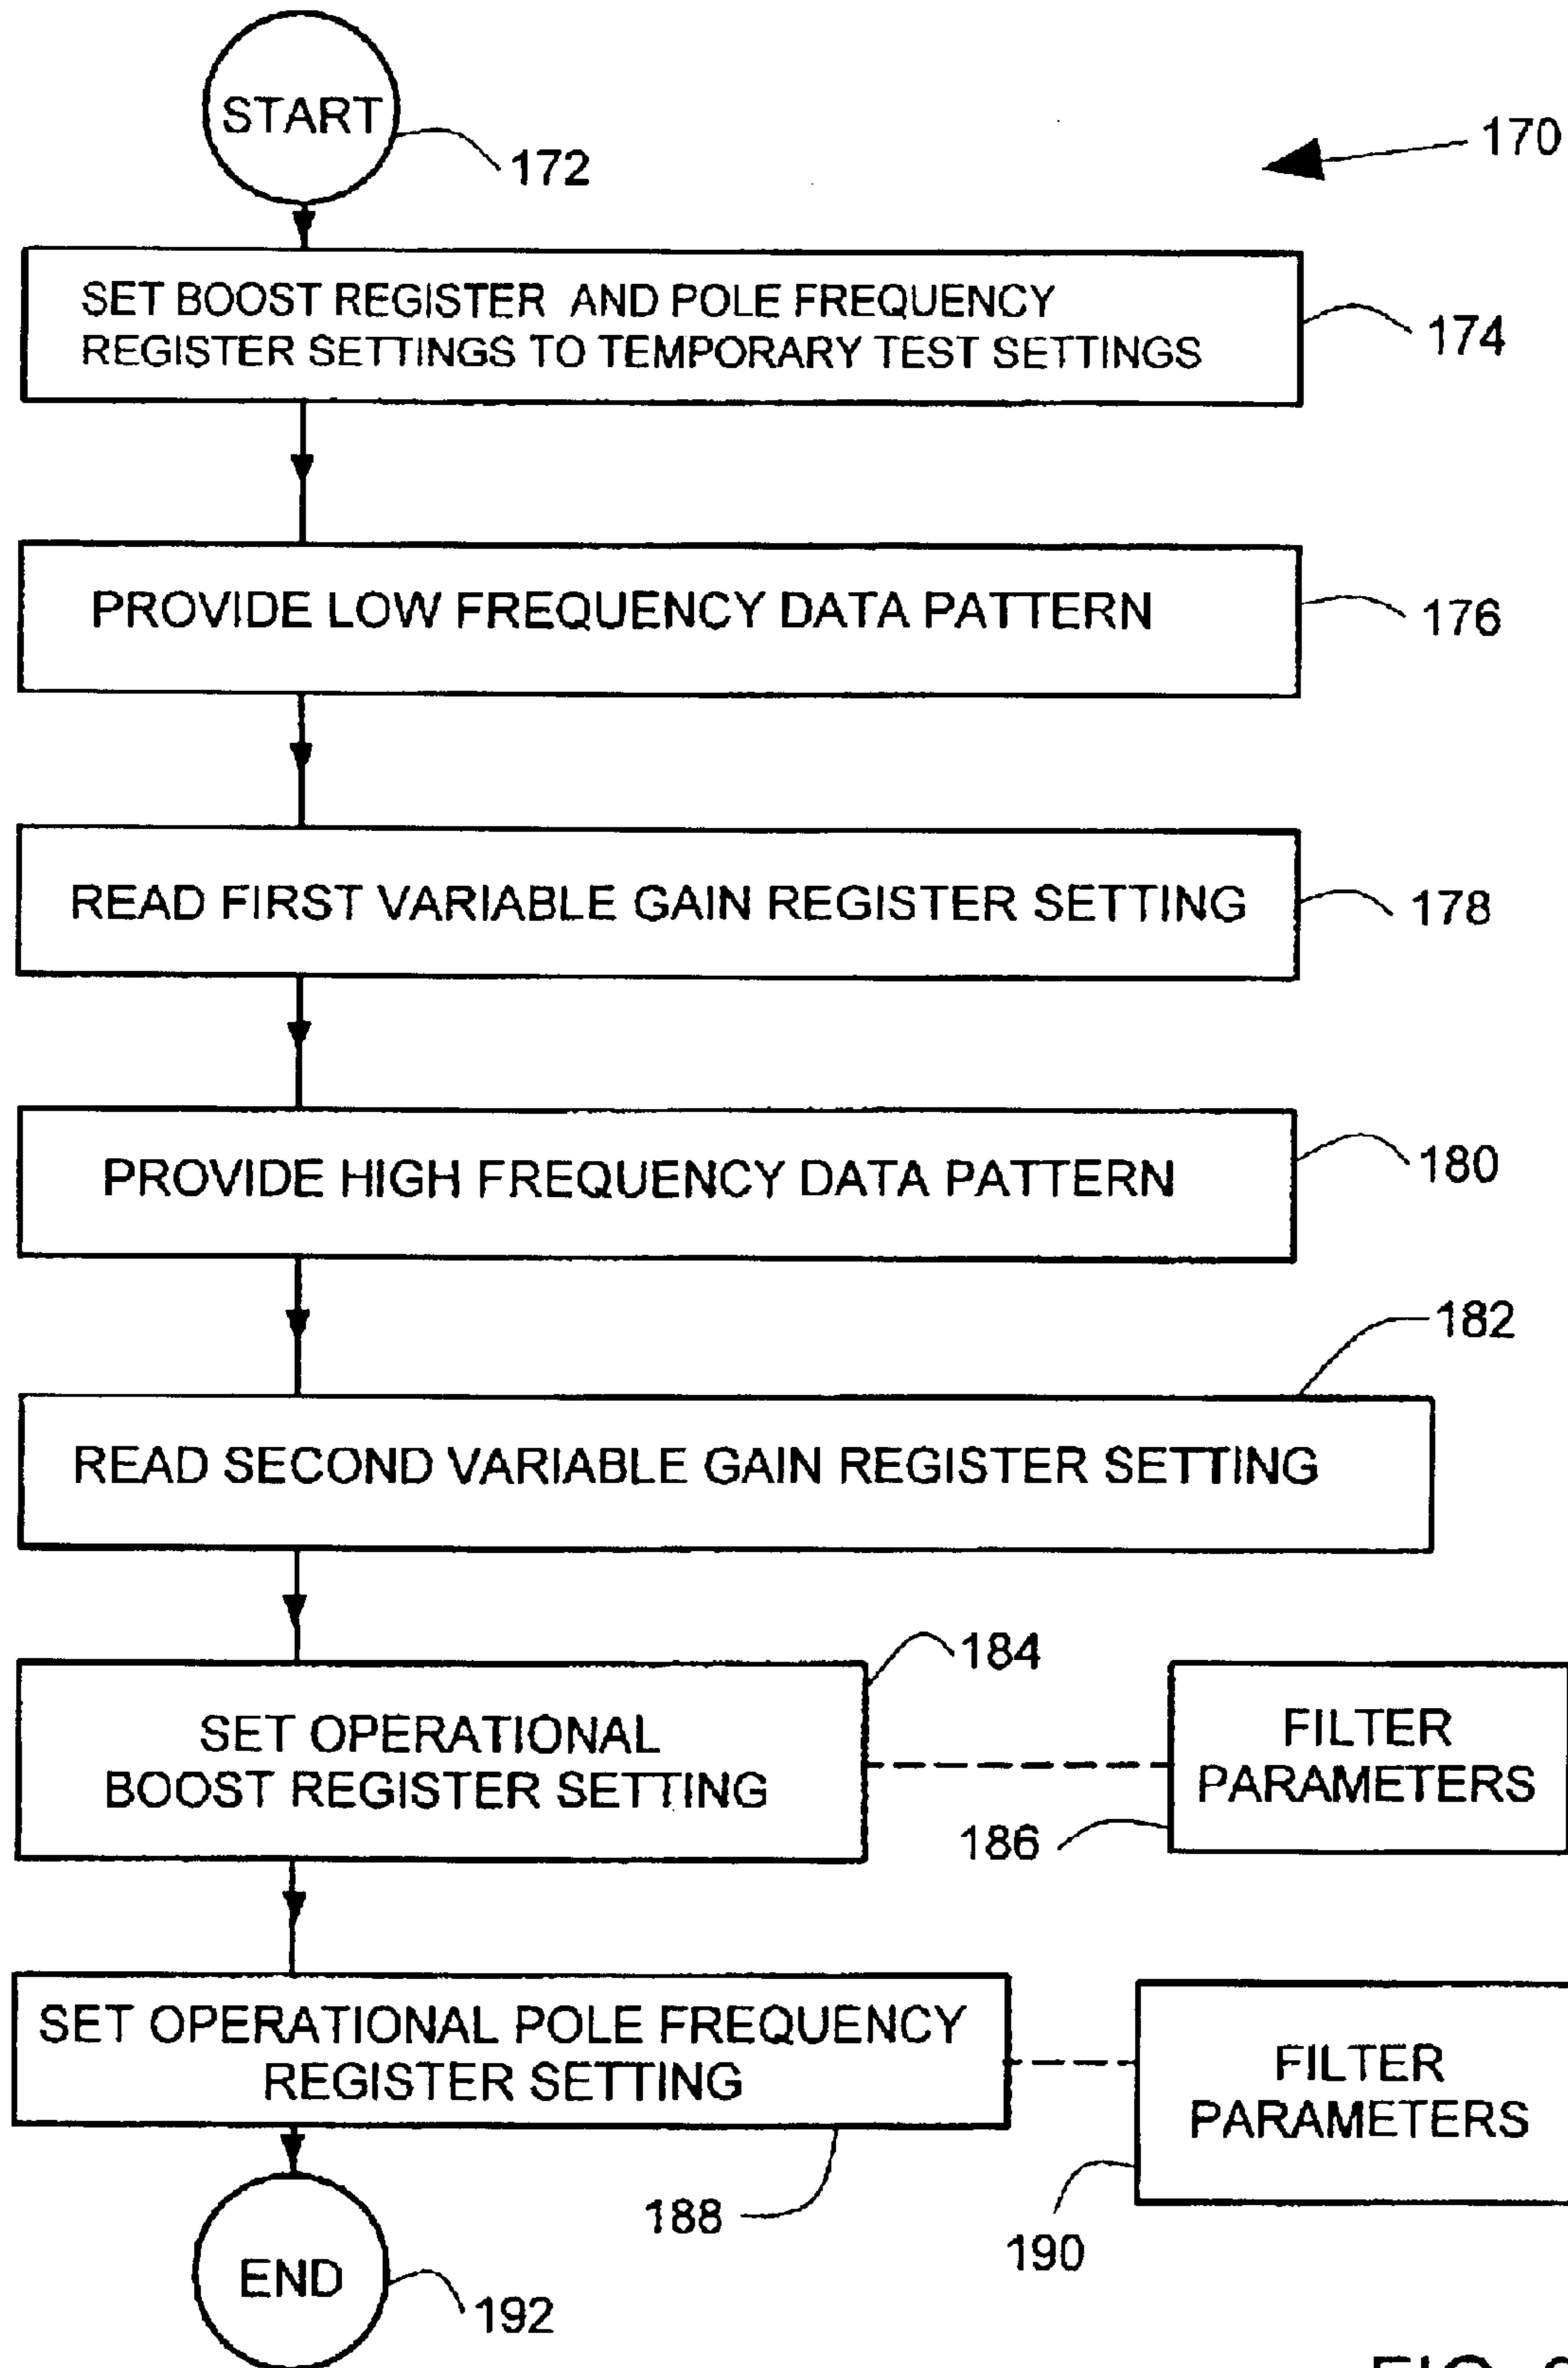 START
172
170
SET BOOST REGISTER AND POLE FREQUENCY
REGISTER SETTINGS TO TEMPORARY TEST SETTINGS
174
PROVIDE LOW FREQUENCY DATA PATTERN
176
READ FIRST VARIABLE GAIN REGISTER SETTING
178
PROVIDE HIGH FREQUENCY DATA PATTERN
180
182
READ SECOND VARIABLE GAIN REGISTER SETTING
184
SET OPERATIONAL
BOOST REGISTER SETTING
FILTER
PARAMETERS
186
SET OPERATIONAL POLE FREQUENCY
REGISTER SETTING
FILTER
PARAMETERS
188
190
END
192
FIG.